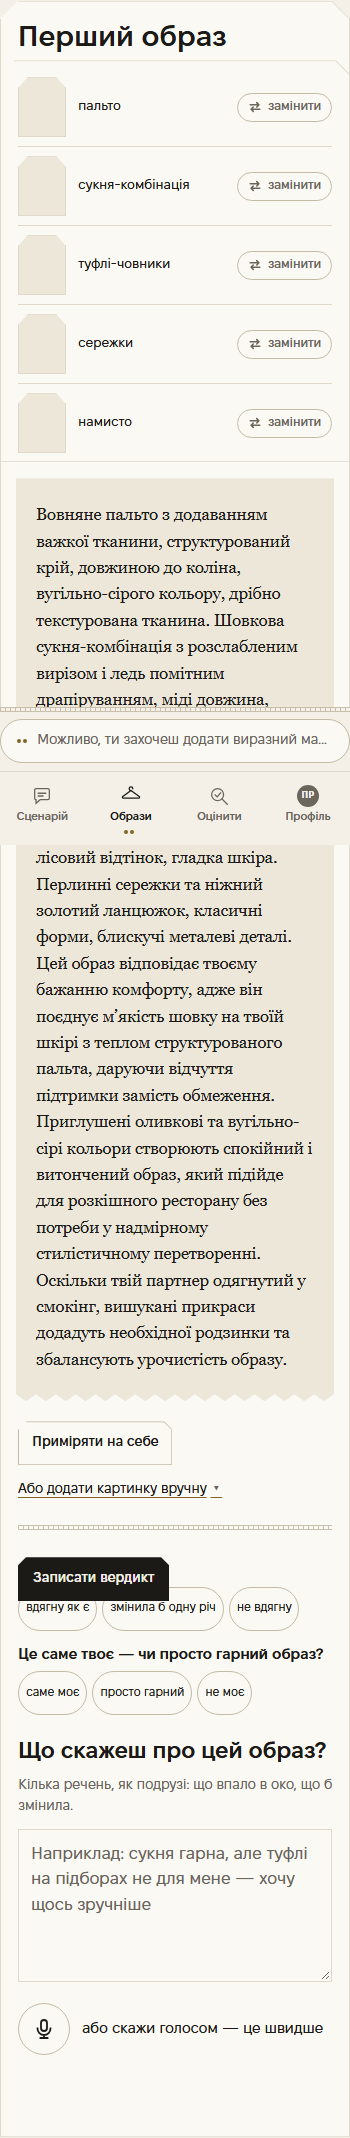 Перший образ
пальто
замінити
сукня-комбінація
замінити
туфлі-човники
замінити
сережки
замінити
намисто
замінити
Вовняне пальто з додаванням
важкої тканини, структурований
крій, довжиною до коліна,
вугільно-сірого кольору, дрібно
текстурована тканина. Шовкова
сукня-комбінація з розслабленим
вирізом і ледь помітним
драпіруванням, міді довжина,
Можливо, ти захочеш додати виразний ма...
Сценарій
Образи
Оцінити
ПР
Профіль
лісовий відтінок, гладка шкіра.
Перлинні сережки та ніжний
золотий ланцюжок, класичні
форми, блискучі металеві деталі.
Цей образ відповідає твоєму
бажанню комфорту, адже він
поєднує м’якість шовку на твоїй
шкірі з теплом структурованого
пальта, даруючи відчуття
підтримки замість обмеження.
Приглушені оливкові та вугільно-
сірі кольори створюють спокійний і
витончений образ, який підійде
для розкішного ресторану без
потреби у надмірному
стилістичному перетворенні.
Оскільки твій партнер одягнутий у
смокінг, вишукані прикраси
додадуть необхідної родзинки та
збалансують урочистість образу.
Приміряти на себе
Або додати картинку вручну
Записати вердикт
вдягну як є
змінила б одну річ
не вдягну
Це саме твоє — чи просто гарний образ?
саме моє
просто гарний
не моє
Що скажеш про цей образ?
Кілька речень, як подрузі: що впало в око, що б
змінила.
Наприклад: сукня гарна, але туфлі
на підборах не для мене — хочу
щось зручніше
або скажи голосом — це швидше